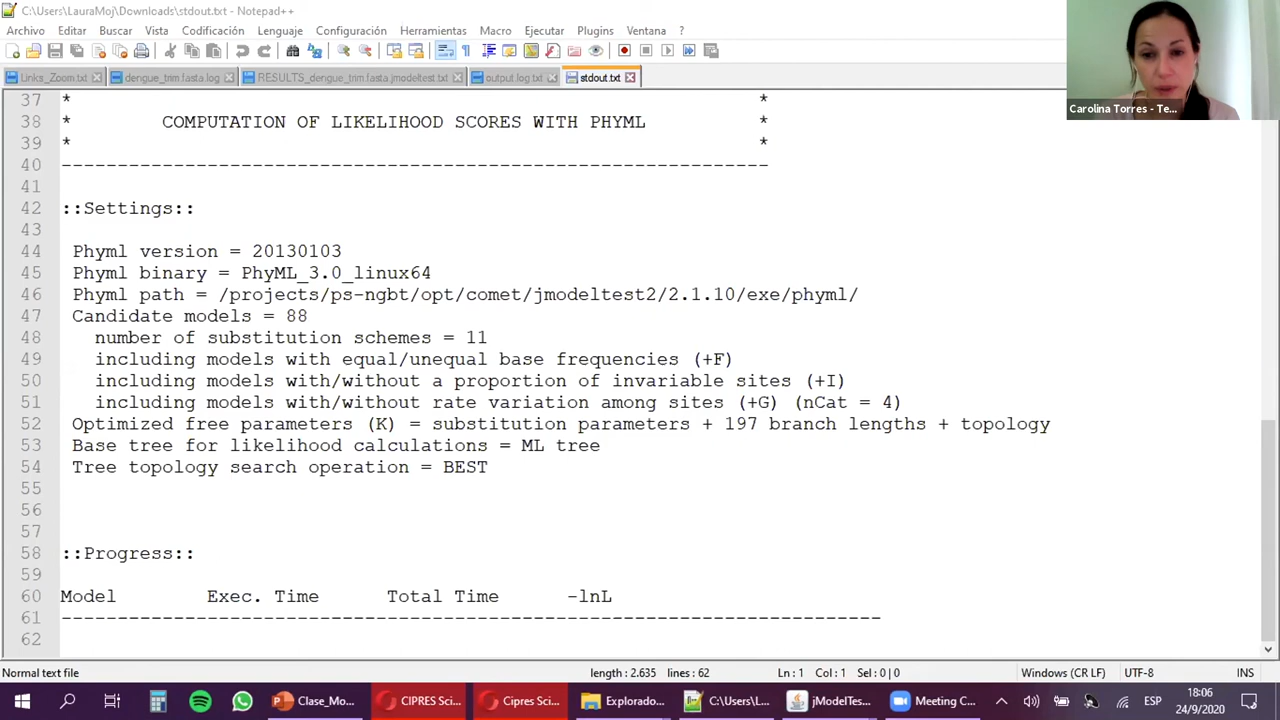 C:\Users\LauraMoj\Downloads\stdout.txt - Notepad++
Archivo Editar Buscar Vista Codificación Lenguaje Configuración Herramientas Macro Ejecutar Plugins Ventana ?
Links_Zoom.txt dengue_trim.fasta.log RESULTS_dengue_trim.fasta.jmodeltest.txt output.log.txt stdout.txt
Carolina Torres - Te...
37 * *
38 * COMPUTATION OF LIKELIHOOD SCORES WITH PHYML *
39 * *
40 ---------------------------------------------------------------
41
42 ::Settings::
43
44 Phyml version = 20130103
45 Phyml binary = PhyML_3.0_linux64
46 Phyml path = /projects/ps-ngbt/opt/comet/jmodeltest2/2.1.10/exe/phyml/
47 Candidate models = 88
48 number of substitution schemes = 11
49 including models with equal/unequal base frequencies (+F)
50 including models with/without a proportion of invariable sites (+I)
51 including models with/without rate variation among sites (+G) (nCat = 4)
52 Optimized free parameters (K) = substitution parameters + 197 branch lengths + topology
53 Base tree for likelihood calculations = ML tree
54 Tree topology search operation = BEST
55
56
57
58 ::Progress::
59
60 Model Exec. Time Total Time -lnL
61 -------------------------------------------------------------------------
62
Normal text file length : 2.635 lines : 62 Ln : 1 Col : 1 Sel : 0 | 0 Windows (CR LF) UTF-8 INS
Clase_Mo... CIPRES Sci... Cipres Sci... Explorado... C:\Users\L... jModelTes... Meeting C... ESP 18:06
24/9/2020